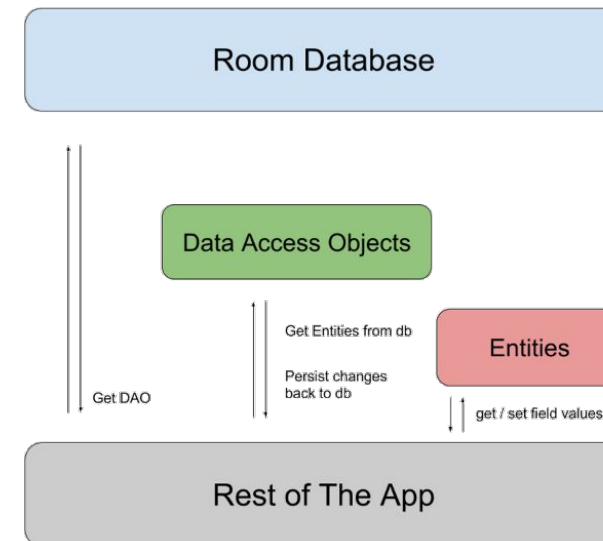 Room Database
Data Access Objects
Get Entities from db
Entities
Persist changes
back to db
Get DAO
get / set field values
Rest of The App